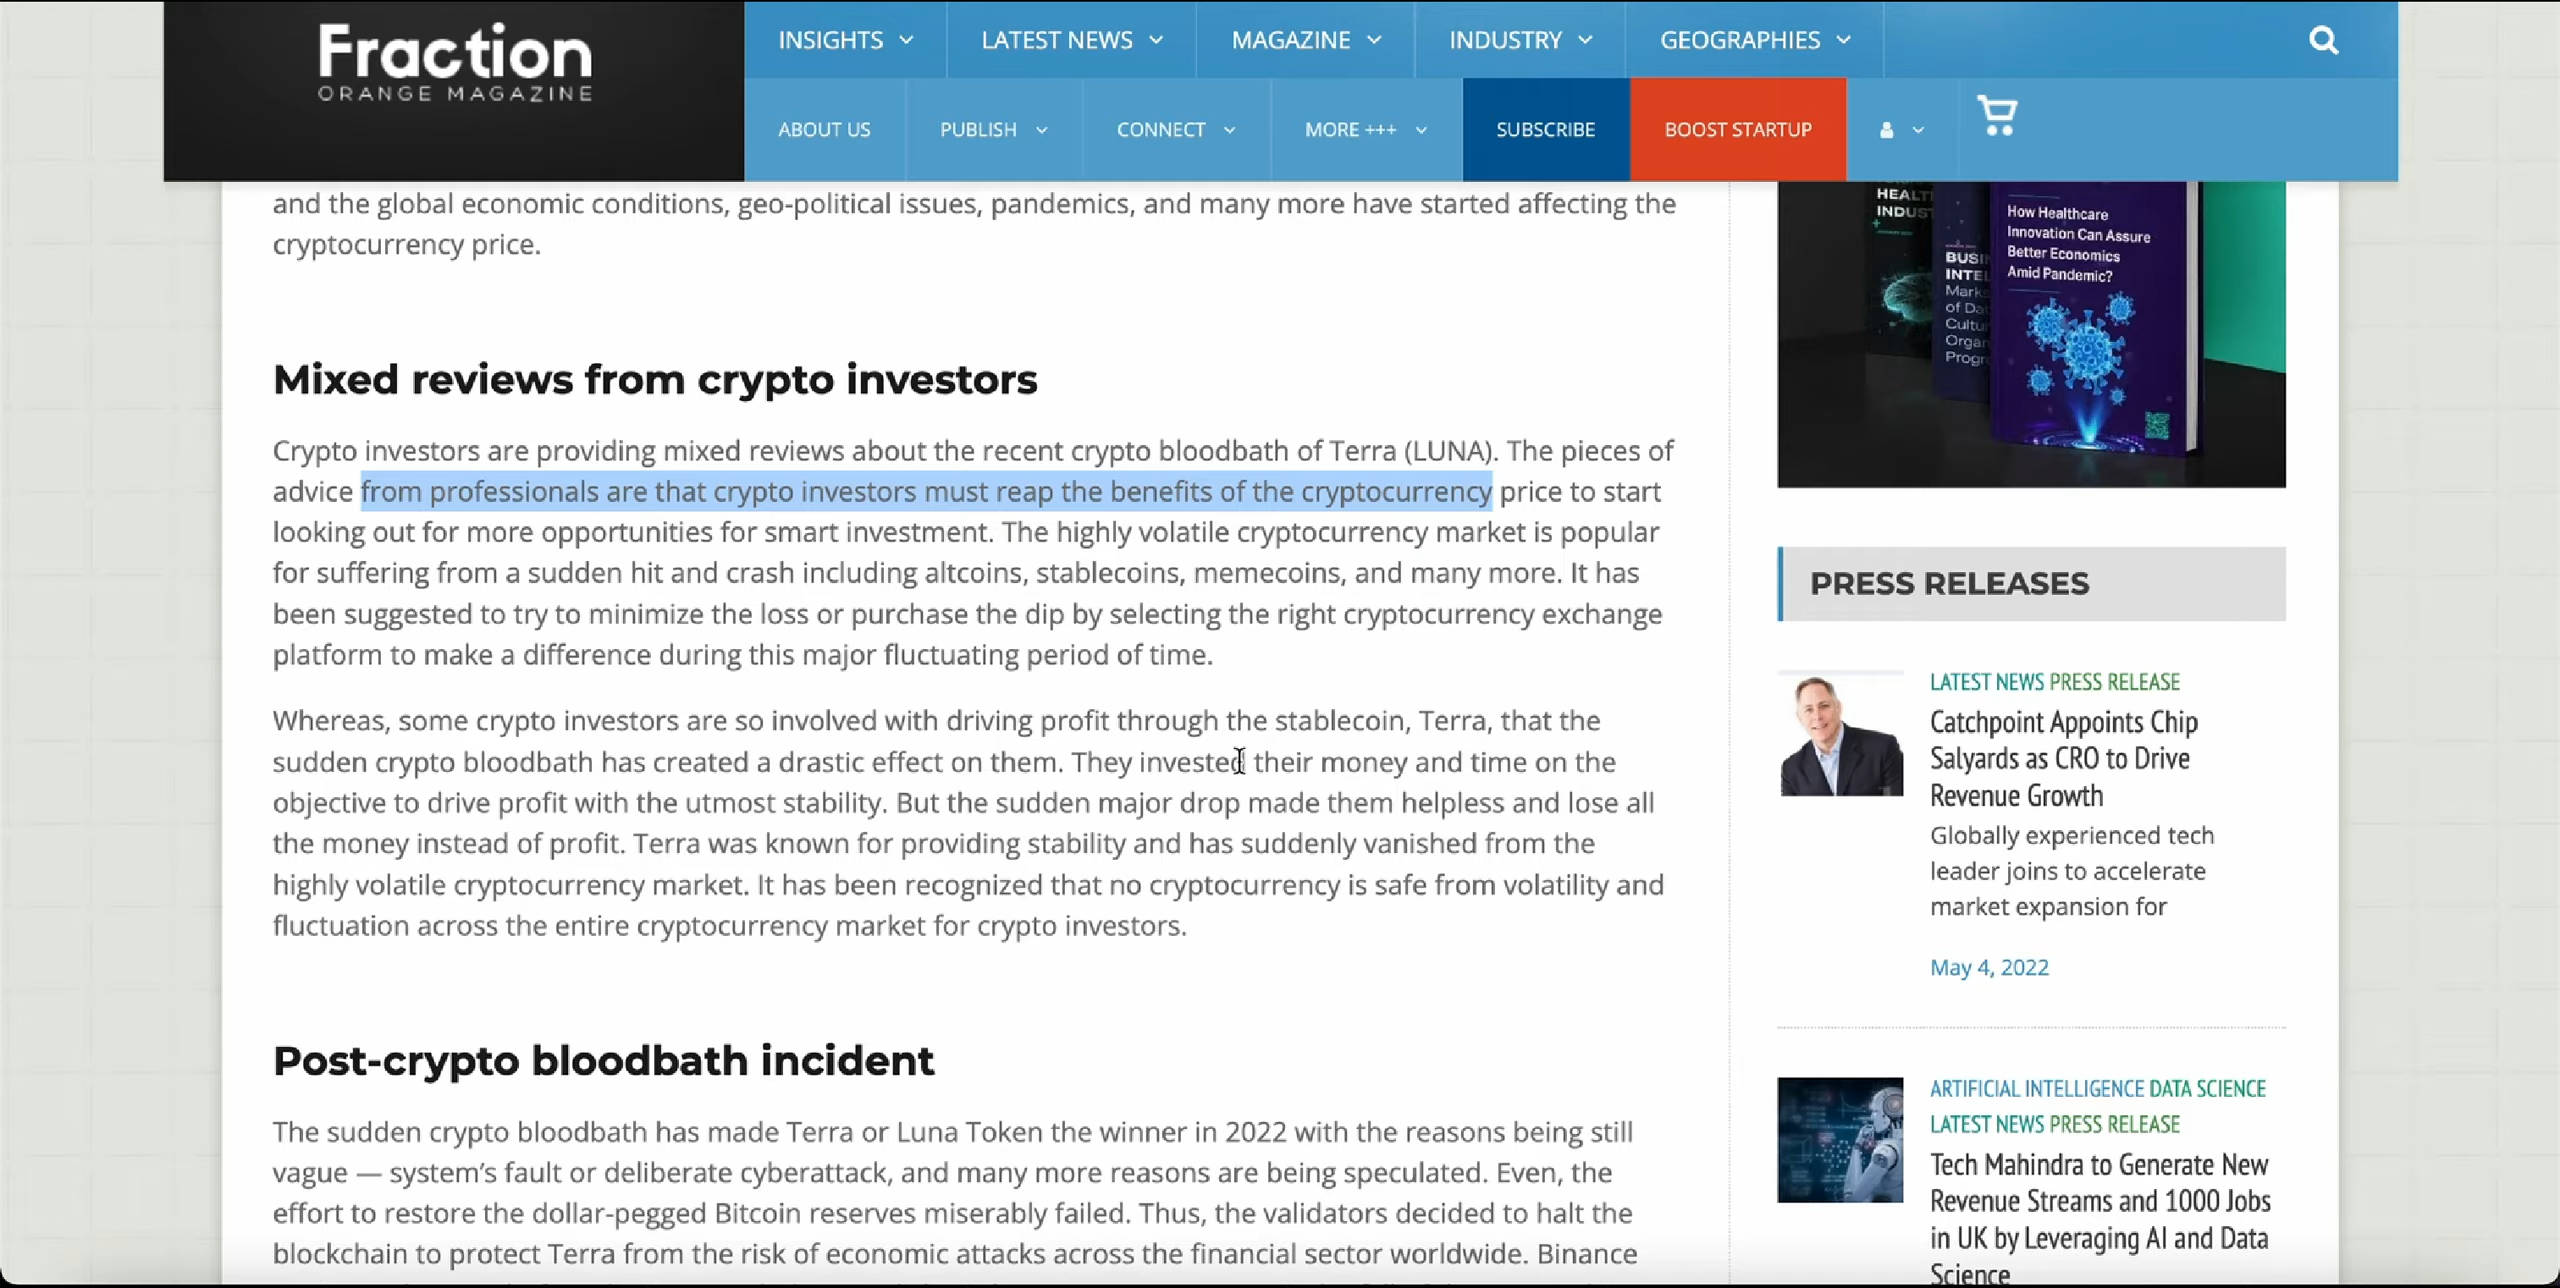 Fraction
ORANGE MAGAZINE
INSIGHTS
LATEST NEWS
MAGAZINE
INDUSTRY
GEOGRAPHIES
ABOUT US
PUBLISH
CONNECT
MORE +++
SUBSCRIBE
BOOST STARTUP
and the global economic conditions, geo-political issues, pandemics, and many more have started affecting the
cryptocurrency price.
Mixed reviews from crypto investors
Crypto investors are providing mixed reviews about the recent crypto bloodbath of Terra (LUNA). The pieces of
advice from professionals are that crypto investors must reap the benefits of the cryptocurrency price to start
looking out for more opportunities for smart investment. The highly volatile cryptocurrency market is popular
for suffering from a sudden hit and crash including altcoins, stablecoins, memecoins, and many more. It has
been suggested to try to minimize the loss or purchase the dip by selecting the right cryptocurrency exchange
platform to make a difference during this major fluctuating period of time.
Whereas, some crypto investors are so involved with driving profit through the stablecoin, Terra, that the
sudden crypto bloodbath has created a drastic effect on them. They invested their money and time on the
objective to drive profit with the utmost stability. But the sudden major drop made them helpless and lose all
the money instead of profit. Terra was known for providing stability and has suddenly vanished from the
highly volatile cryptocurrency market. It has been recognized that no cryptocurrency is safe from volatility and
fluctuation across the entire cryptocurrency market for crypto investors.
Post-crypto bloodbath incident
The sudden crypto bloodbath has made Terra or Luna Token the winner in 2022 with the reasons being still
vague — system's fault or deliberate cyberattack, and many more reasons are being speculated. Even, the
effort to restore the dollar-pegged Bitcoin reserves miserably failed. Thus, the validators decided to halt the
blockchain to protect Terra from the risk of economic attacks across the financial sector worldwide. Binance
HEALT
INDUS
BUSI
INTEL
Mark
of Da
Cultu
Orga
Progr
How Healthcare
Innovation Can Assure
Better Economics
Amid Pandemic?
PRESS RELEASES
LATEST NEWS PRESS RELEASE
Catchpoint Appoints Chip
Salyards as CRO to Drive
Revenue Growth
Globally experienced tech
leader joins to accelerate
market expansion for
May 4, 2022
ARTIFICIAL INTELLIGENCE DATA SCIENCE
LATEST NEWS PRESS RELEASE
Tech Mahindra to Generate New
Revenue Streams and 1000 Jobs
in UK by Leveraging AI and Data
Science